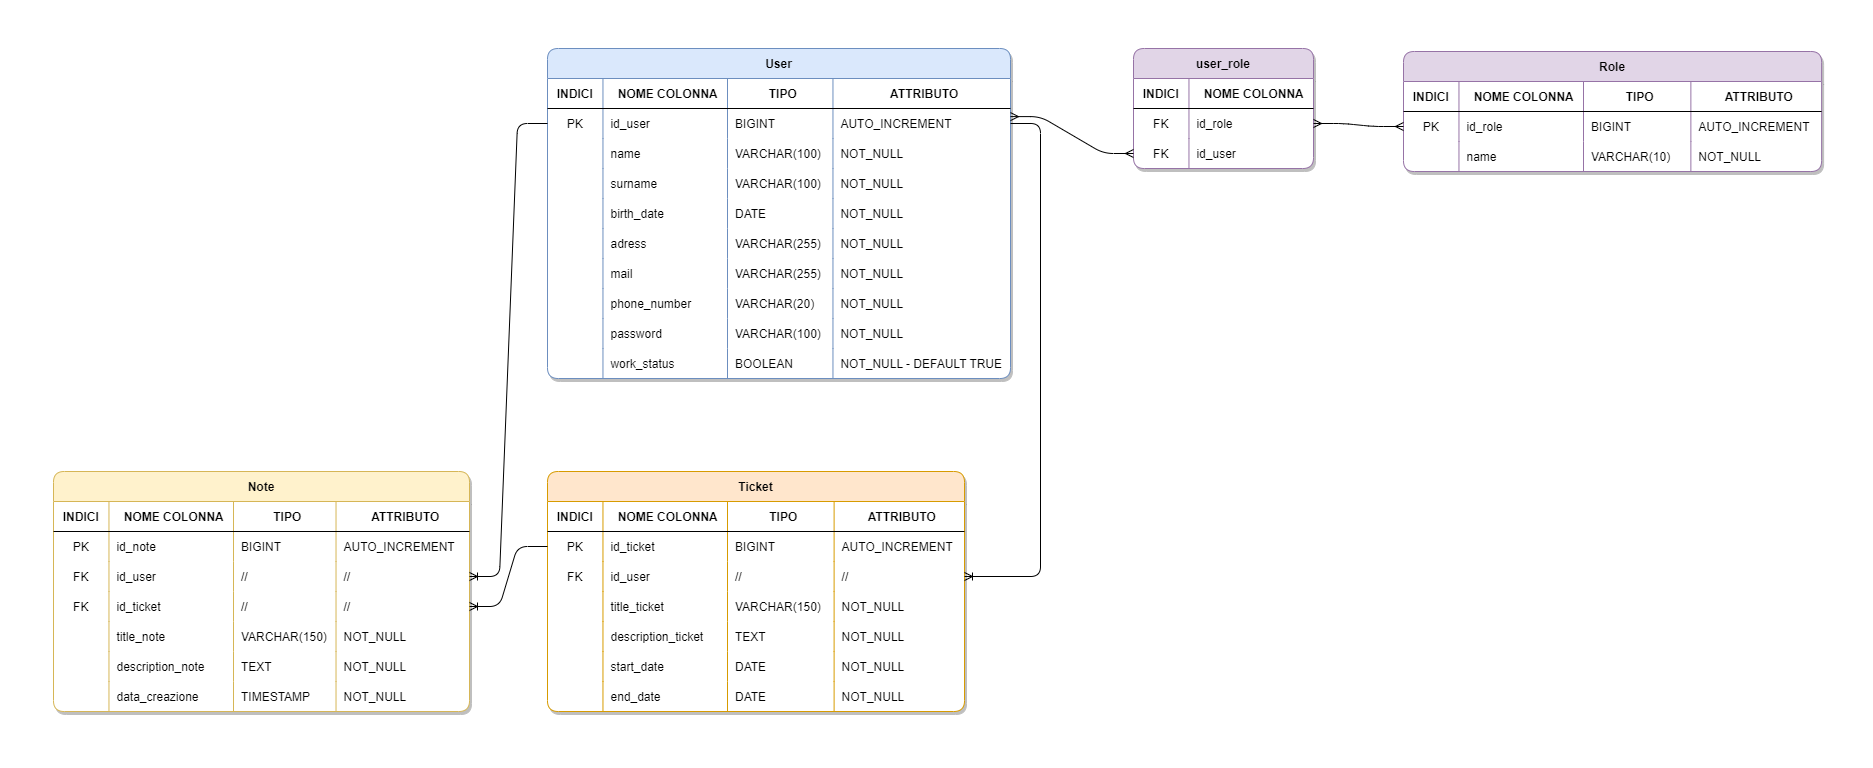 User
INDICI NOME COLONNA TIPO ATTRIBUTO
PK id_user BIGINT AUTO_INCREMENT
name VARCHAR(100) NOT_NULL
surname VARCHAR(100) NOT_NULL
birth_date DATE NOT_NULL
adress VARCHAR(255) NOT_NULL
mail VARCHAR(255) NOT_NULL
phone_number VARCHAR(20) NOT_NULL
password VARCHAR(100) NOT_NULL
work_status BOOLEAN NOT_NULL - DEFAULT TRUE
user_role
INDICI NOME COLONNA
FK id_role
FK id_user
Role
INDICI NOME COLONNA TIPO ATTRIBUTO
PK id_role BIGINT AUTO_INCREMENT
name VARCHAR(10) NOT_NULL
Note
INDICI NOME COLONNA TIPO ATTRIBUTO
PK id_note BIGINT AUTO_INCREMENT
FK id_user // //
FK id_ticket // //
title_note VARCHAR(150) NOT_NULL
description_note TEXT NOT_NULL
data_creazione TIMESTAMP NOT_NULL
Ticket
INDICI NOME COLONNA TIPO ATTRIBUTO
PK id_ticket BIGINT AUTO_INCREMENT
FK id_user // //
title_ticket VARCHAR(150) NOT_NULL
description_ticket TEXT NOT_NULL
start_date DATE NOT_NULL
end_date DATE NOT_NULL